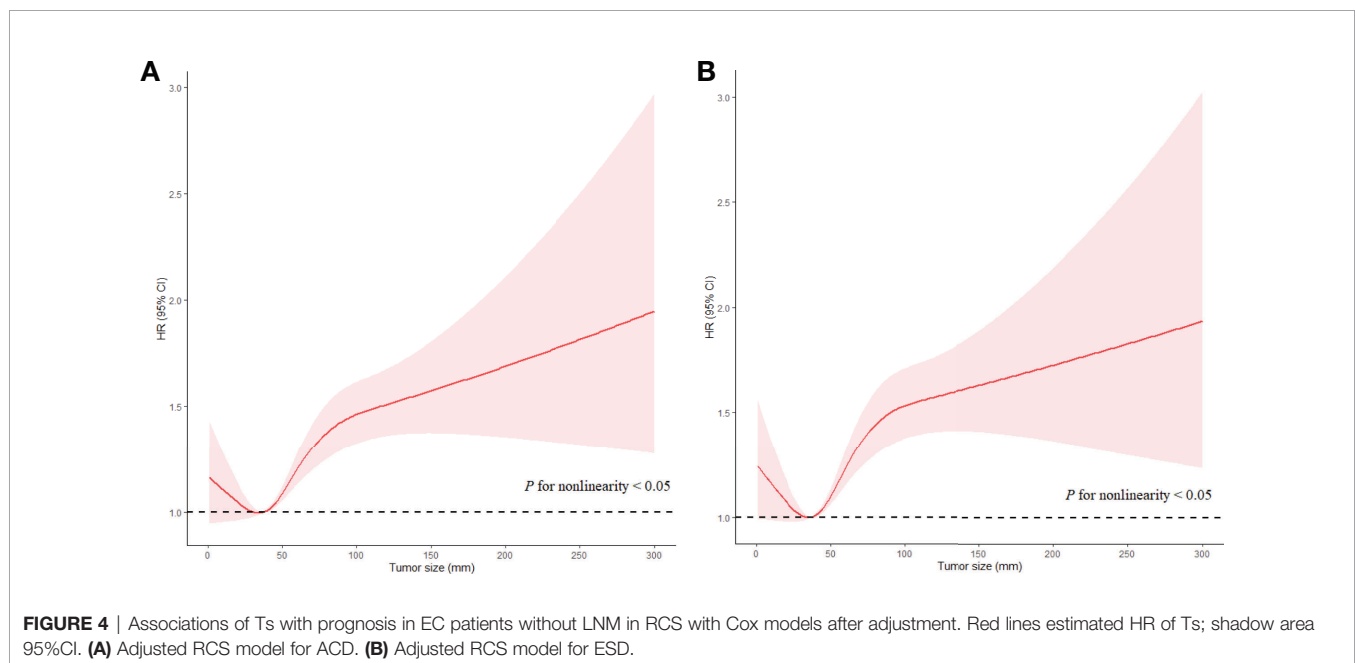 A
3.0
2.5
2.0
1.5
1.0
HR (95% CI)
P for nonlinearity < 0.05
0 50 100 150 200 250 300
Tumor size (mm)
B
3.0
2.5
2.0
1.5
1.0
HR (95% CI)
P for nonlinearity < 0.05
0 50 100 150 200 250 300
Tumor size (mm)
FIGURE 4 | Associations of Ts with prognosis in EC patients without LNM in RCS with Cox models after adjustment. Red lines estimated HR of Ts; shadow area
95%CI. (A) Adjusted RCS model for ACD. (B) Adjusted RCS model for ESD.